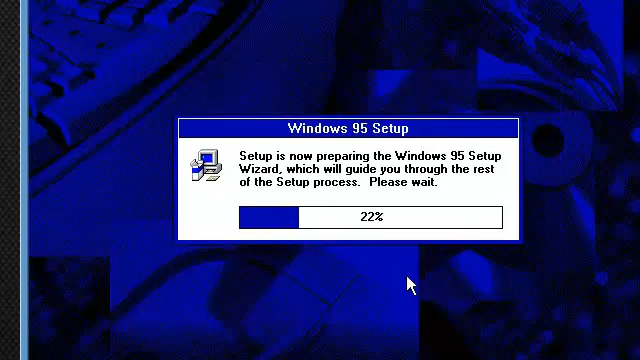 Windows 95 Setup
Setup is now preparing the Windows 95 Setup
Wizard, which will guide you through the rest
of the Setup process.  Please wait.
22%